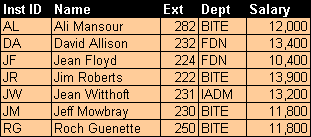 Inst ID Name Ext Dept Salary
AL Ali Mansour 282 BITE 12,000
DA David Allison 232 FDN 13,400
JF Jean Floyd 224 FDN 10,400
JR Jim Roberts 222 BITE 13,900
JW Jean Witthoft 231 IADM 13,200
JM Jeff Mowbray 230 BITE 11,800
RG Roch Guenette 250 BITE 11,800